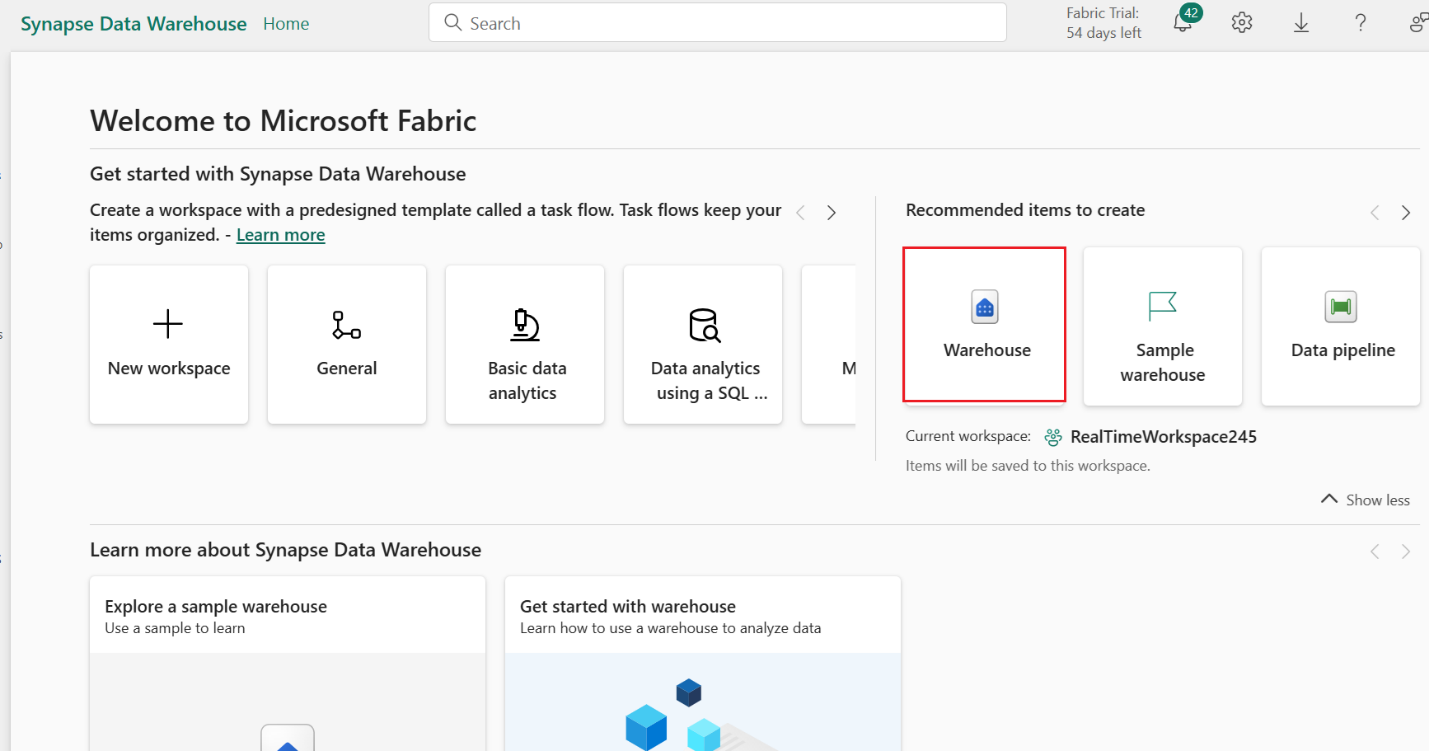 Synapse Data Warehouse Home
Search
Fabric Trial:
54 days left
42
Welcome to Microsoft Fabric
Get started with Synapse Data Warehouse
Create a workspace with a predesigned template called a task flow. Task flows keep your
items organized. - Learn more
New workspace
General
Basic data
analytics
Data analytics
using a SQL ...
M
Recommended items to create
Warehouse
Sample
warehouse
Data pipeline
Current workspace: RealTimeWorkspace245
Items will be saved to this workspace.
Show less
Learn more about Synapse Data Warehouse
Explore a sample warehouse
Use a sample to learn
Get started with warehouse
Learn how to use a warehouse to analyze data